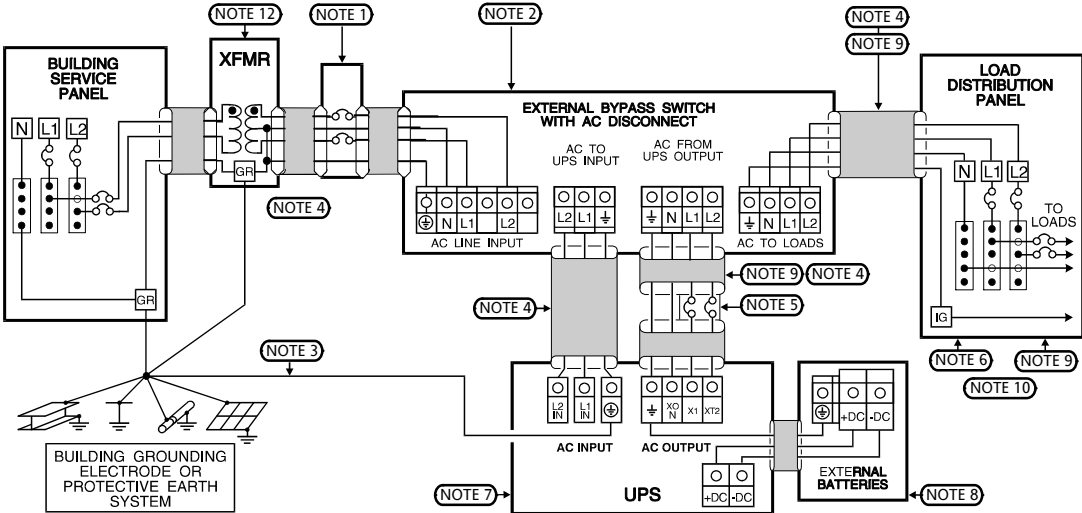 NOTE 12
NOTE 1
NOTE 2
NOTE 4
NOTE 9
BUILDING
SERVICE
PANEL
N L1 L2
GR
XFMR
GR
NOTE 4
EXTERNAL BYPASS SWITCH
WITH AC DISCONNECT
AC TO
UPS INPUT
AC FROM
UPS OUTPUT
N L1 L2
AC LINE INPUT
L2 L1
N L1 L2
N L1 L2
AC TO LOADS
LOAD
DISTRIBUTION
PANEL
N L1 L2
TO
LOADS
IG
NOTE 6
NOTE 9
NOTE 10
NOTE 4
NOTE 9
NOTE 4
NOTE 5
NOTE 3
BUILDING GROUNDING
ELECTRODE OR
PROTECTIVE EARTH
SYSTEM
L2
IN
L1
IN
AC INPUT
XO
N
X1
XT2
AC OUTPUT
+DC -DC
UPS
NOTE 7
+DC -DC
EXTERNAL
BATTERIES
NOTE 8